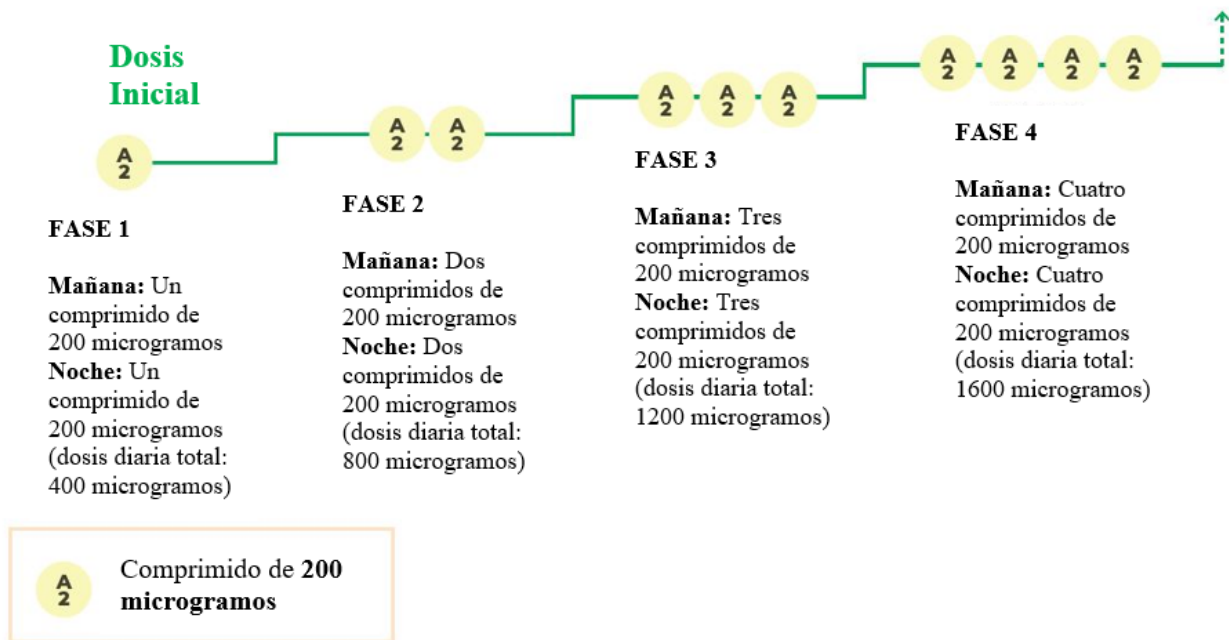 Dosis
Inicial
A
2
A
2
A
2
A
2
A
2
A
2
A
2
A
2
A
2
A
2
FASE 1
Mañana: Un
comprimido de
200 microgramos
Noche: Un
comprimido de
200 microgramos
(dosis diaria total:
400 microgramos)
FASE 2
Mañana: Dos
comprimidos de
200 microgramos
Noche: Dos
comprimidos de
200 microgramos
(dosis diaria total:
800 microgramos)
FASE 3
Mañana: Tres
comprimidos de
200 microgramos
Noche: Tres
comprimidos de
200 microgramos
(dosis diaria total:
1200 microgramos)
FASE 4
Mañana: Cuatro
comprimidos de
200 microgramos
Noche: Cuatro
comprimidos de
200 microgramos
(dosis diaria total:
1600 microgramos)
A
2
Comprimido de 200
microgramos